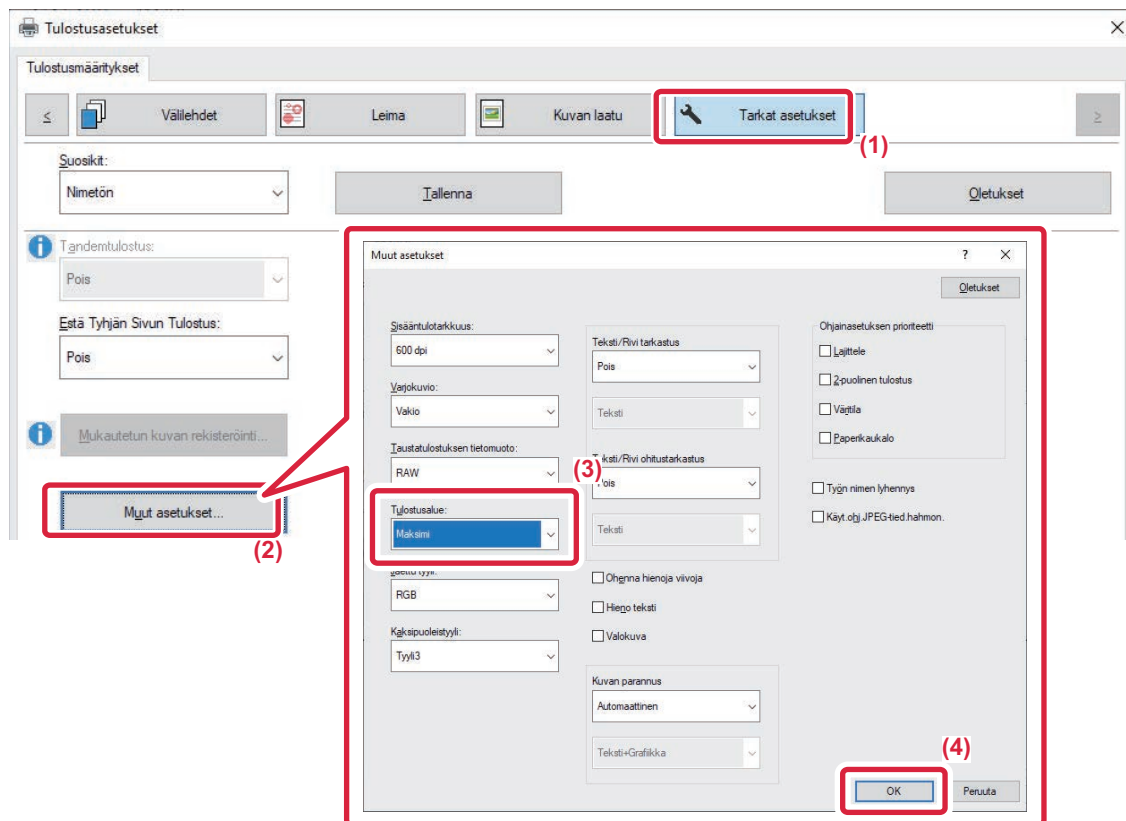 Tulostusasetukset
Tulostusmääritykset
≤ Välilehdet Leima Kuvan laatu Tarkat asetukset ≥
(1)
Suosikit:
Nimetön Tallenna Oletukset
Tandemtulostus:
Pois
Estä Tyhjän Sivun Tulostus:
Pois
Mukautetun kuvan rekisteröinti...
Muut asetukset...
(2)
Muut asetukset ? X
Oletukset
Sisääntulotarkkuus:
600 dpi
Varjokuvio:
Vakio
Taustatulostuksen tietomuoto:
RAW
(3)
Tulostusalue:
Maksimi
RGB
Kaksipuoleistyyli:
Tyyli3
Teksti/Rivi tarkastus
Pois
Teksti
Teksti/Rivi ohitustarkastus
Pois
Teksti
Ohenna hienoja viivoja
Hieno teksti
Valokuva
Kuvan parannus
Automaattinen
Teksti+Grafiikka
Ohjainasetuksen prioriteetti
Lajittele
2-puolinen tulostus
Väritila
Paperikaukalo
Työn nimen lyhennys
Käyt.ohj.JPEG-tied.hahmon.
(4)
OK Peruuta